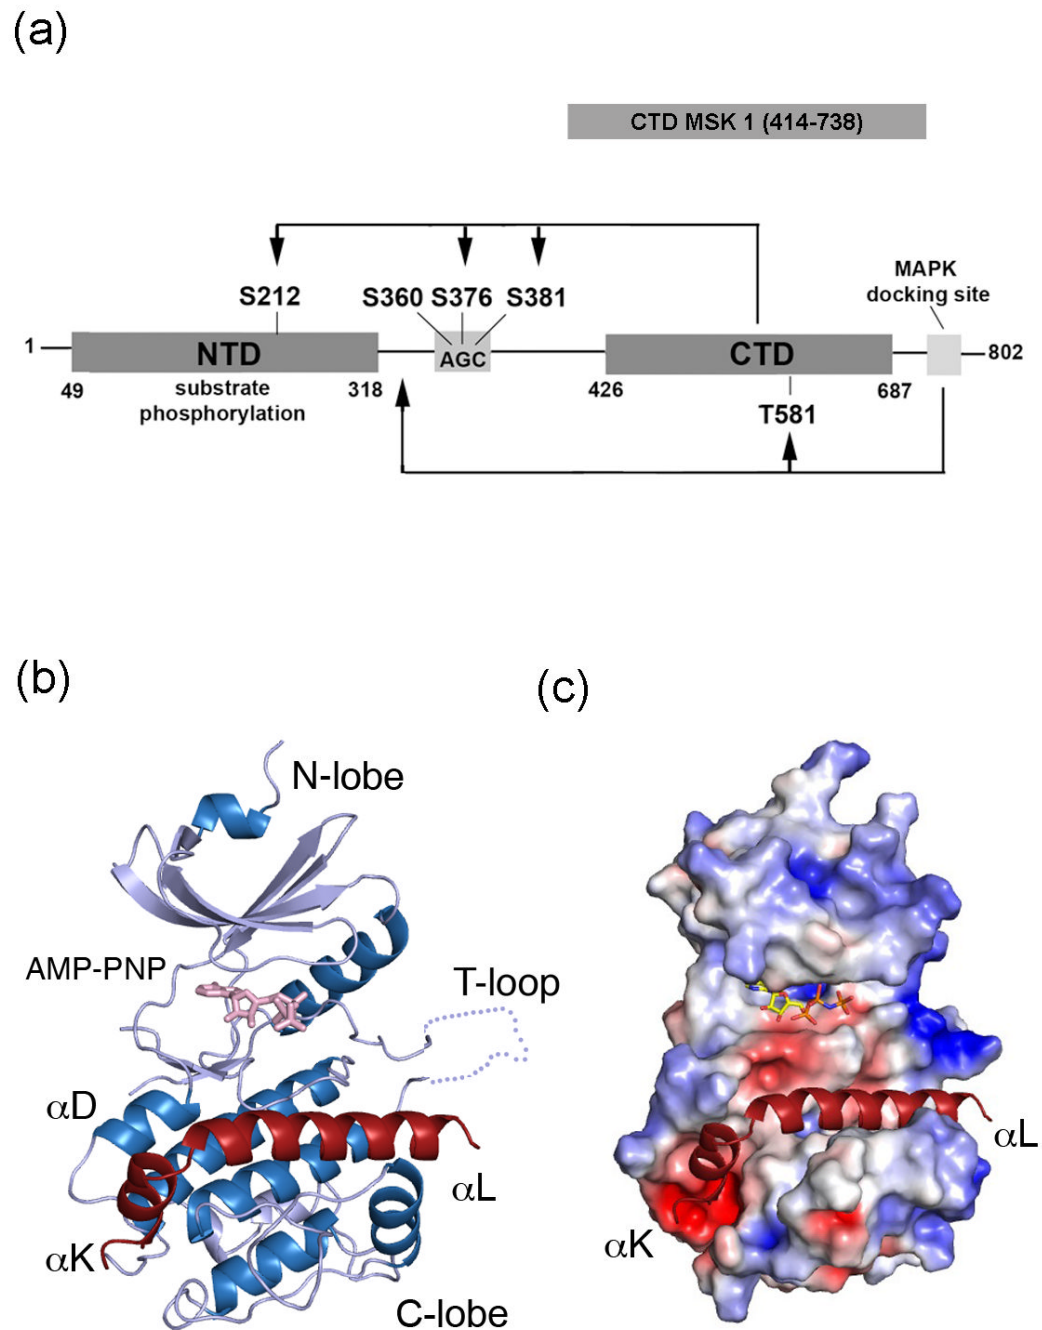 (a)
CTD MSK 1 (414-738)
MAPK
docking site
S212 S360 S376 S381
1 NTD AGC CTD 802
49 substrate 318 426 687
phosphorylation
T581
(b)
(c)
N-lobe
AMP-PNP
T-loop
αD
αL
αK
C-lobe
αL
αK